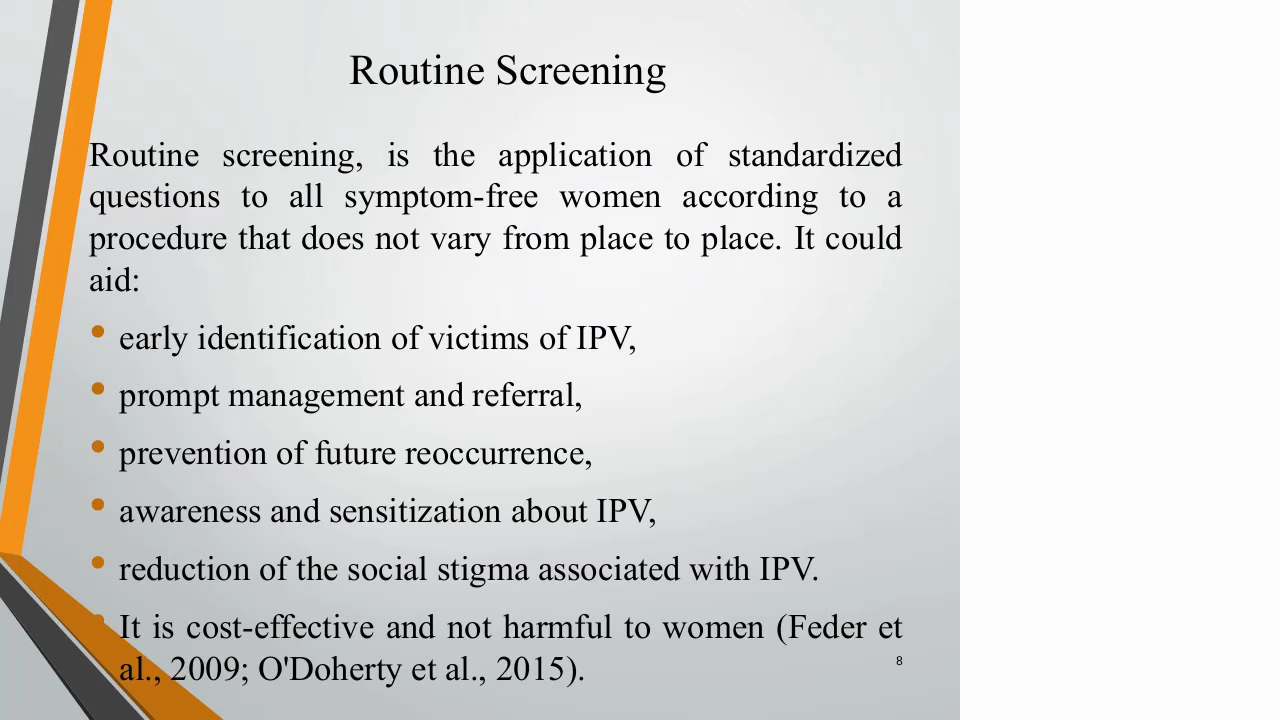 Routine Screening
Routine screening, is the application of standardized
questions to all symptom-free women according to a
procedure that does not vary from place to place. It could
aid:
• early identification of victims of IPV,
• prompt management and referral,
• prevention of future reoccurrence,
• awareness and sensitization about IPV,
• reduction of the social stigma associated with IPV.
• It is cost-effective and not harmful to women (Feder et
al., 2009; O'Doherty et al., 2015).
8